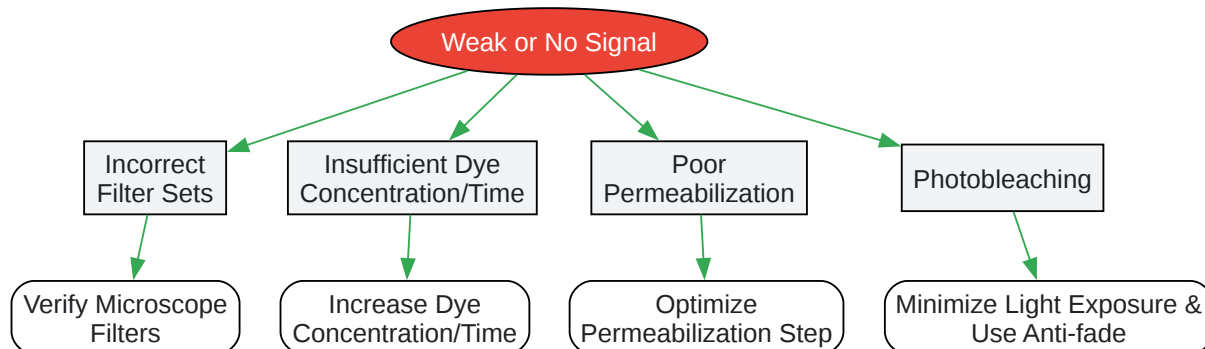 Weak or No Signal
Incorrect
Filter Sets
Insufficient Dye
Concentration/Time
Poor
Permeabilization
Photobleaching
Verify Microscope
Filters
Increase Dye
Concentration/Time
Optimize
Permeabilization Step
Minimize Light Exposure &
Use Anti-fade